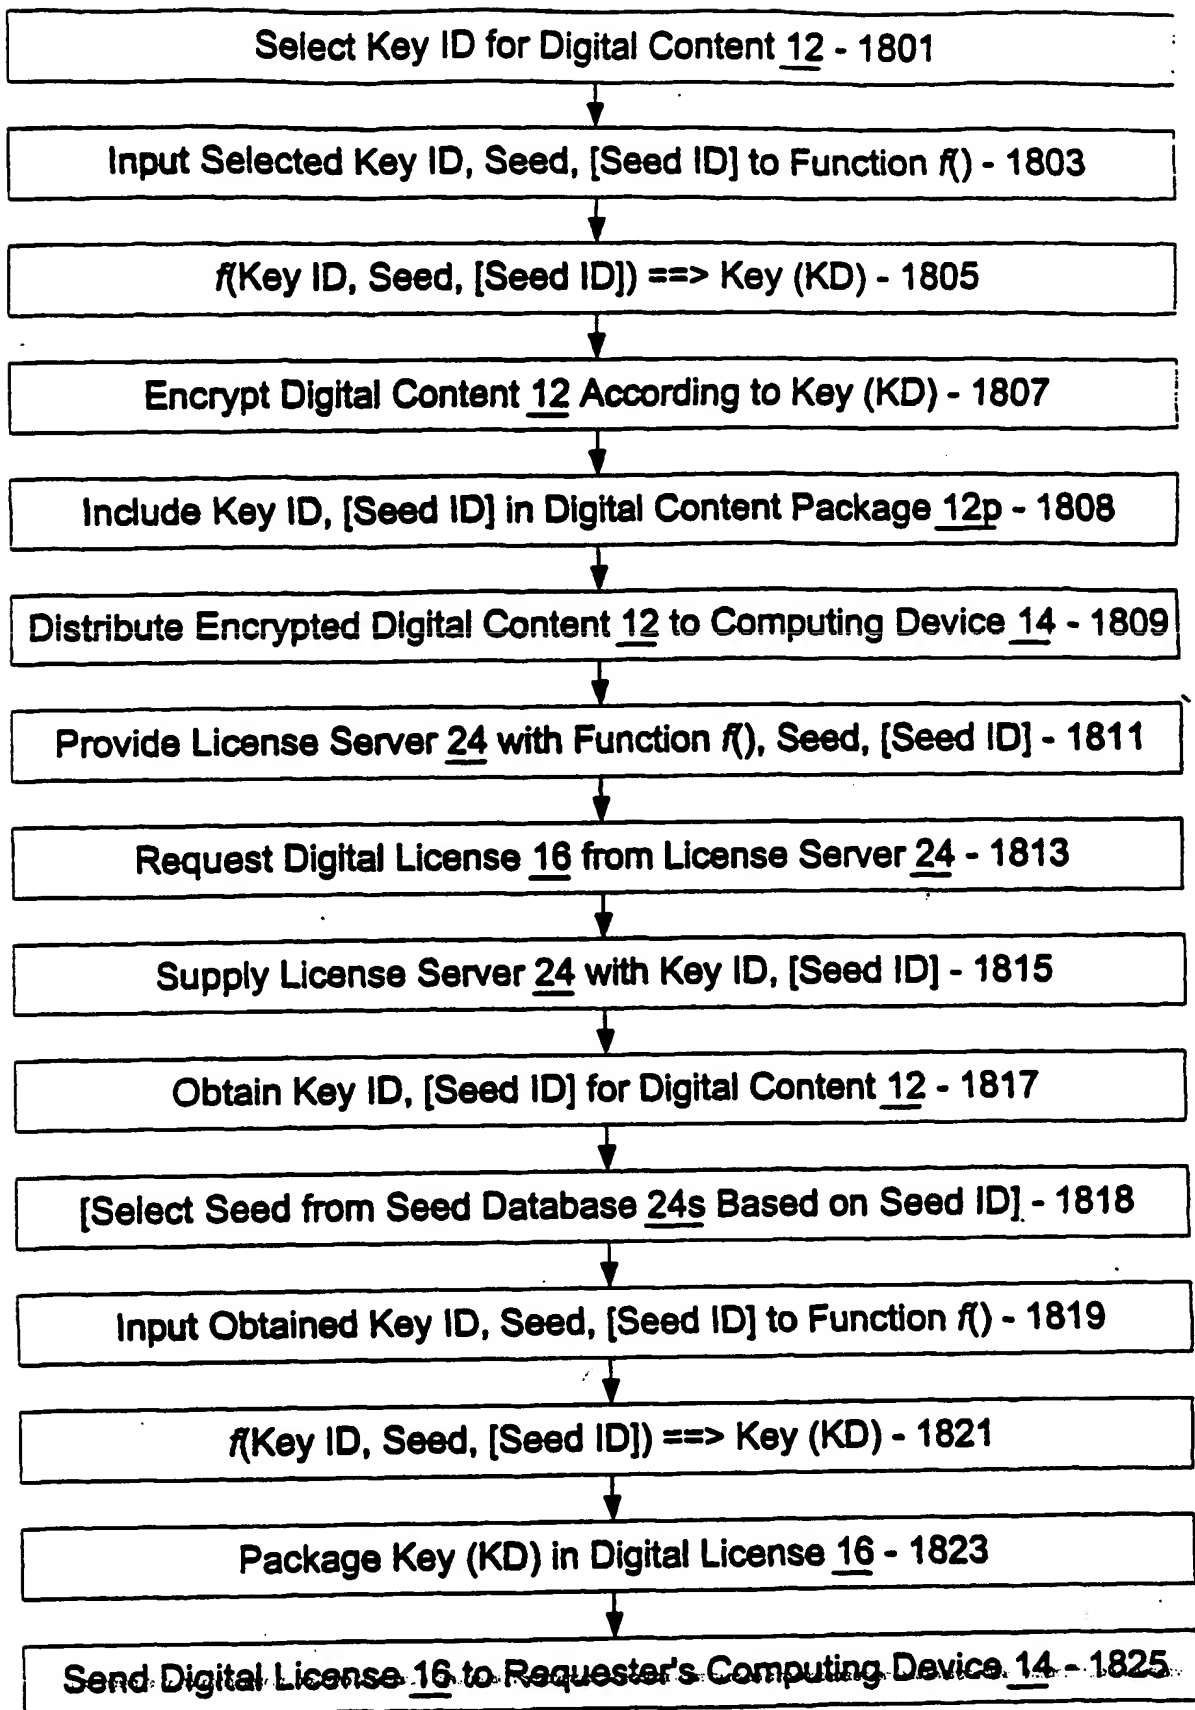 Select Key ID for Digital Content 12 - 1801
Input Selected Key ID, Seed, [Seed ID] to Function f() - 1803
f(Key ID, Seed, [Seed ID]) ==> Key (KD) - 1805
Encrypt Digital Content 12 According to Key (KD) - 1807
Include Key ID, [Seed ID] in Digital Content Package 12p - 1808
Distribute Encrypted Digital Content 12 to Computing Device 14 - 1809
Provide License Server 24 with Function f(), Seed, [Seed ID] - 1811
Request Digital License 16 from License Server 24 - 1813
Supply License Server 24 with Key ID, [Seed ID] - 1815
Obtain Key ID, [Seed ID] for Digital Content 12 - 1817
[Select Seed from Seed Database 24s Based on Seed ID] - 1818
Input Obtained Key ID, Seed, [Seed ID] to Function f() - 1819
f(Key ID, Seed, [Seed ID]) ==> Key (KD) - 1821
Package Key (KD) in Digital License 16 - 1823
Send Digital License 16 to Requester's Computing Device 14 - 1825